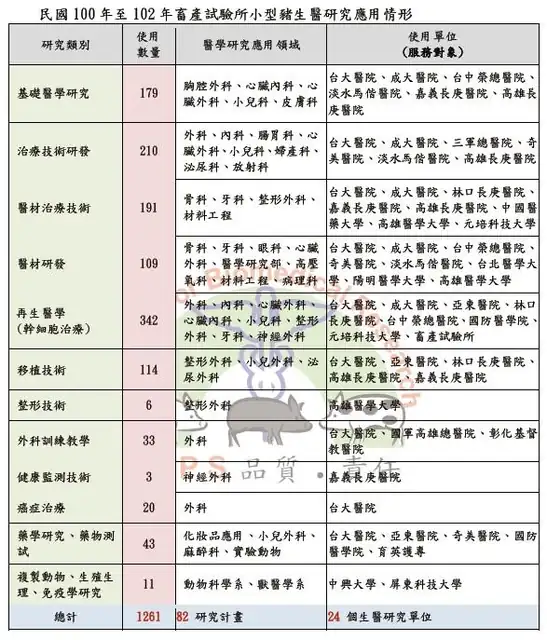 民國 100 年至 102 年畜產試驗所小型豬生醫研究應用情形
研究類別
使用
數量
醫學研究應用領域
使用單位
(服務對象)
基礎醫學研究
179
胸腔外科、心臟內科、心
臟外科、小兒科、皮膚科
台大醫院、成大醫院、台中榮總醫院、
淡水馬偕醫院、嘉義長庚醫院、高雄長
庚醫院
治療技術研發
210
外科、內科、腸胃科、心
臟外科、小兒科、婦產科、
泌尿科、放射科
台大醫院、成大醫院、三軍總醫院、奇
美醫院、淡水馬偕醫院、高雄長庚醫院
醫材治療技術
191
骨科、牙科、整形外科、
材料工程
台大醫院、成大醫院、林口長庚醫院、
嘉義長庚醫院、高雄長庚醫院、中國醫
藥大學、高雄醫學大學、元培科技大學
醫材研發
109
骨科、牙科、眼科、心臟
外科、醫學研究部、高壓
氧科、材料工程、病理科
台大醫院、成大醫院、台中榮總醫院、
奇美醫院、淡水馬偕醫院、台北醫學大
學、陽明醫學大學、高雄醫學大學
再生醫學
(幹細胞治療)
342
外科、內科、心臟外科、
心臟內科、小兒科、整形
外科、牙科、神經外科
台大醫院、成大醫院、亞東醫院、林口
長庚醫院、台中榮總醫院、國防醫學院、
元培科技大學、畜產試驗所
移植技術
114
整形外科、小兒外科、泌
尿外科
台大醫院、亞東醫院、林口長庚醫院、
高雄長庚醫院、嘉義長庚醫院
整形技術
6
整形外科
高雄醫學大學
外科訓練教學
33
外科
台大醫院、國軍高雄總醫院、彰化基督
教醫院
健康監測技術
3
神經外科
嘉義長庚醫院
癌症治療
20
外科
台大醫院
藥學研究、藥物測
試
43
化妝品應用、小兒外科、
麻醉科、實驗動物
台大醫院、亞東醫院、奇美醫院、國防
醫學院、育英護專
複製動物、生殖生
理、免疫學研究
11
動物科學系、獸醫學系
中興大學、屏東科技大學
總計
1261
82 研究計畫
24 個生醫研究單位
Biomedical Research
PS 品質・責任